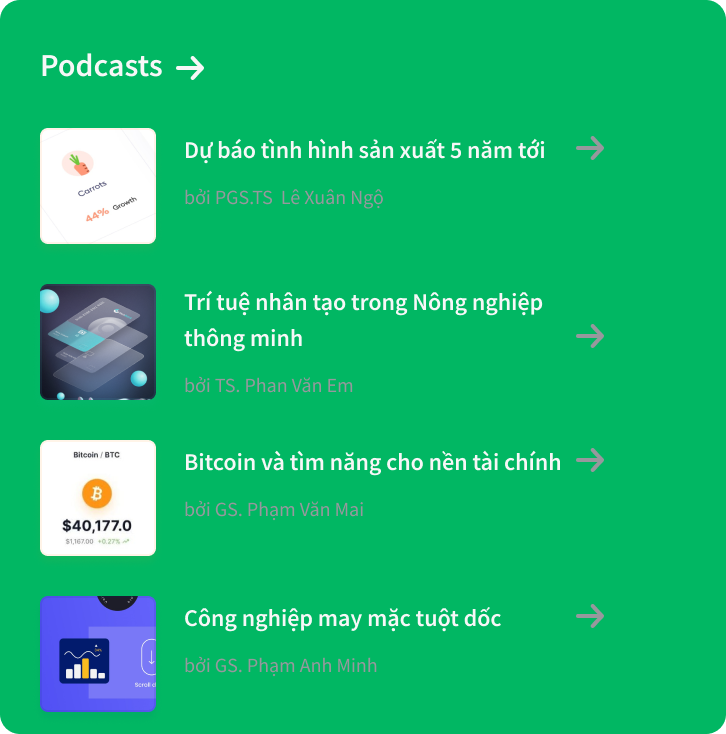 Podcasts
Carrots
44% Growth
Dự báo tình hình sản xuất 5 năm tới
bởi PGS.TS Lê Xuân Ngộ
Trí tuệ nhân tạo trong Nông nghiệp
thông minh
bởi TS. Phan Văn Em
Bitcoin / BTC
$40,177.0
$1,167.00 +0.27%
Bitcoin và tìm năng cho nền tài chính
bởi GS. Phạm Văn Mai
Công nghiệp may mặc tuột dốc
bởi GS. Phạm Anh Minh
Scroll d